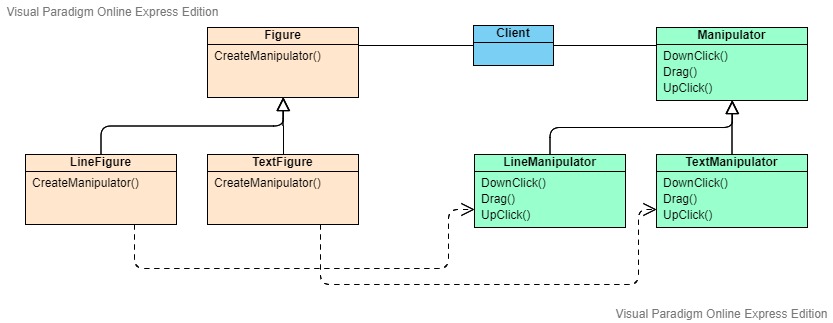 Visual Paradigm Online Express Edition
Figure
CreateManipulator()
Client
Manipulator
DownClick()
Drag()
UpClick()
LineFigure
CreateManipulator()
TextFigure
CreateManipulator()
LineManipulator
DownClick()
Drag()
UpClick()
TextManipulator
DownClick()
Drag()
UpClick()
Visual Paradigm Online Express Edition